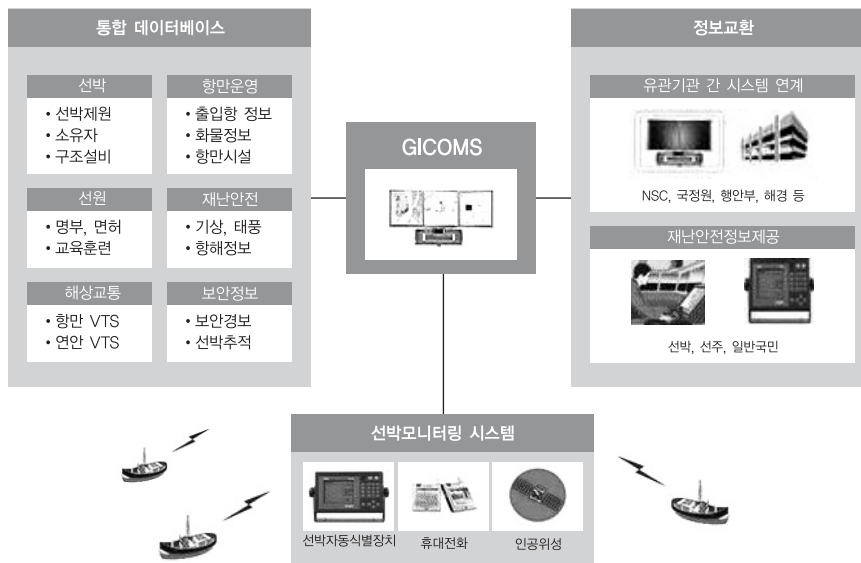 통합 데이터베이스
선박
• 선박제원
• 소유자
• 구조설비
항만운영
• 출입항 정보
• 화물정보
• 항만시설
선원
• 명부, 면허
• 교육훈련
재난안전
• 기상, 태풍
• 항해정보
해상교통
• 항만 VTS
• 연안 VTS
보안정보
• 보안경보
• 선박추적
GICOMS
정보교환
유관기관 간 시스템 연계
NSC, 국정원, 행안부, 해경 등
재난안전정보제공
선박, 선주, 일반국민
선박모니터링 시스템
선박자동식별장치
휴대전화
인공위성